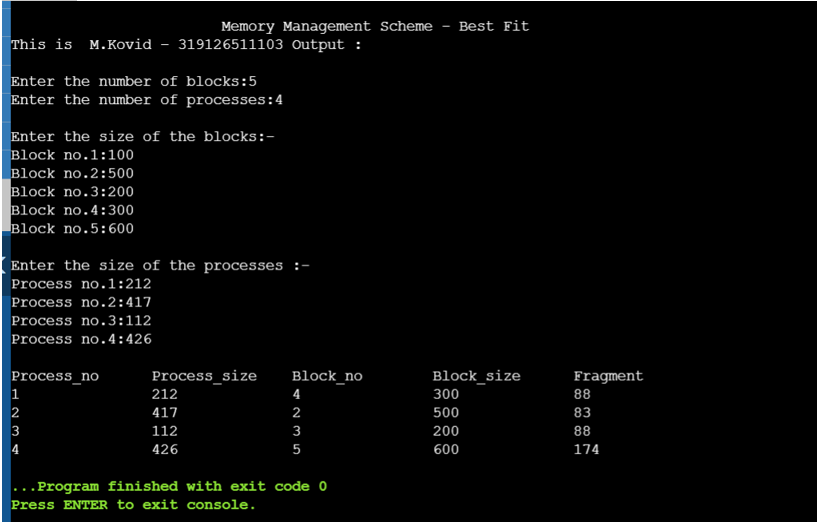 Memory Management Scheme - Best Fit
This is  M.Kovid - 319126511103 Output :
Enter the number of blocks:5
Enter the number of processes:4
Enter the size of the blocks:-
Block no.1:100
Block no.2:500
Block no.3:200
Block no.4:300
Block no.5:600
Enter the size of the processes :-
Process no.1:212
Process no.2:417
Process no.3:112
Process no.4:426
Process_no Process_size Block_no Block_size Fragment
1 212 4 300 88
2 417 2 500 83
3 112 3 200 88
4 426 5 600 174
...Program finished with exit code 0
Press ENTER to exit console.